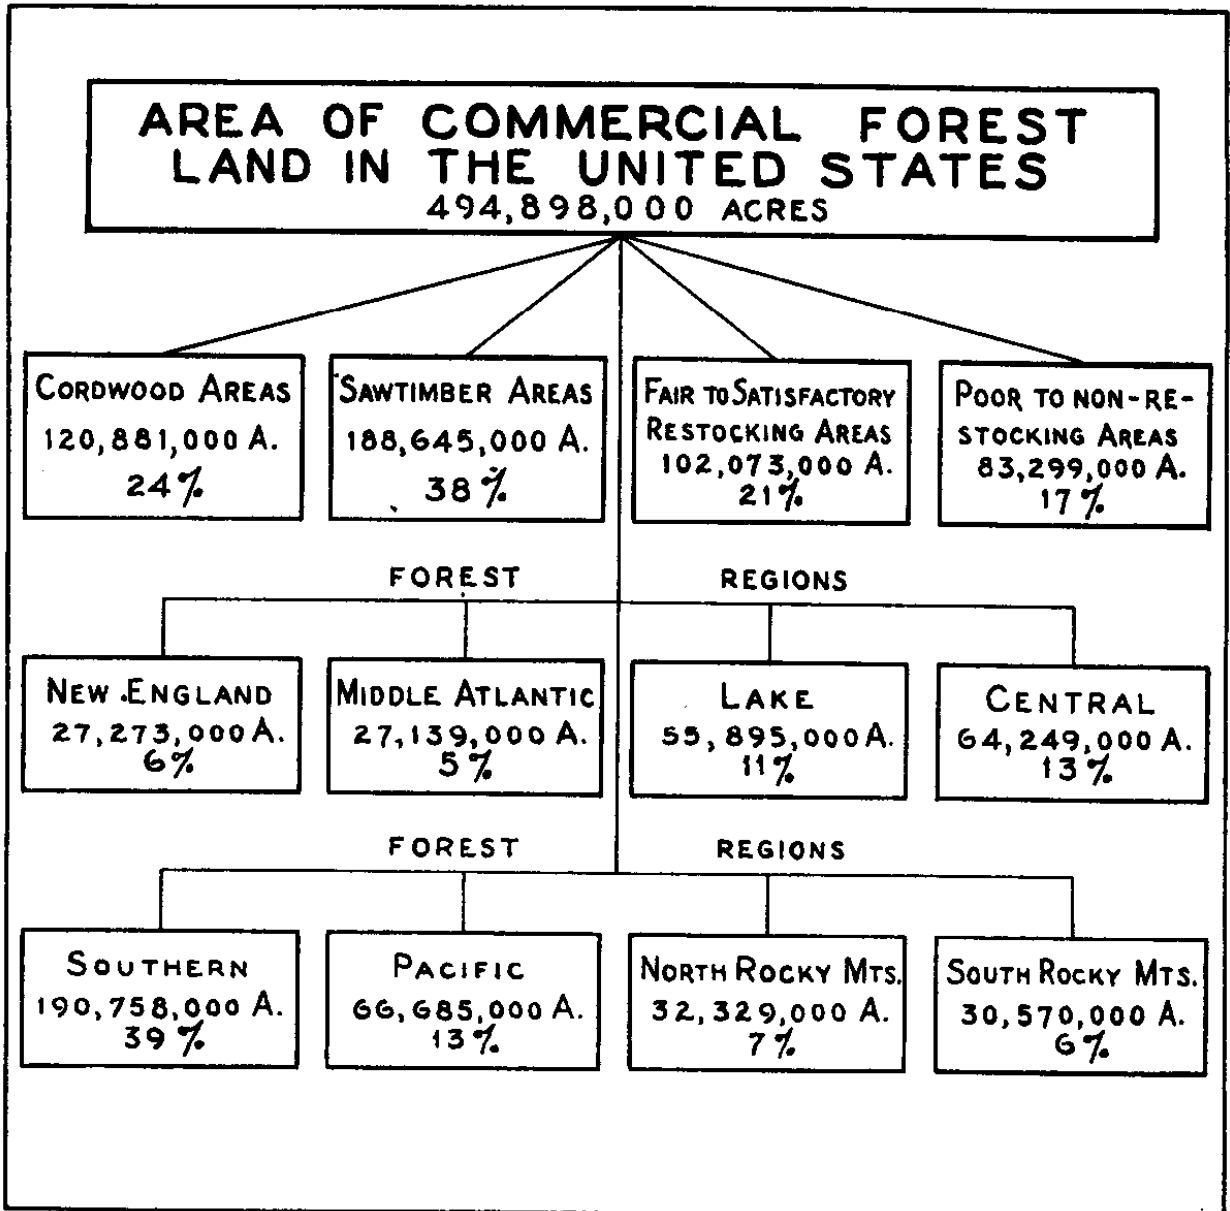 AREA OF COMMERCIAL FOREST
LAND IN THE UNITED STATES
494,898,000 ACRES
CORDWOOD AREAS
120,881,000 A.
24%
SAWTIMBER AREAS
188,645,000 A.
38%
FAIR TO SATISFACTORY
RESTOCKING AREAS
102,073,000 A.
21%
POOR TO NON-RE-
STOCKING AREAS
83,299,000 A.
17%
FOREST REGIONS
NEW ENGLAND
27,273,000 A.
6%
MIDDLE ATLANTIC
27,139,000 A.
5%
LAKE
55,895,000 A.
11%
CENTRAL
64,249,000 A.
13%
FOREST REGIONS
SOUTHERN
190,758,000 A.
39%
PACIFIC
66,685,000 A.
13%
NORTH ROCKY MTS.
32,329,000 A.
7%
SOUTH ROCKY MTS.
30,570,000 A.
6%